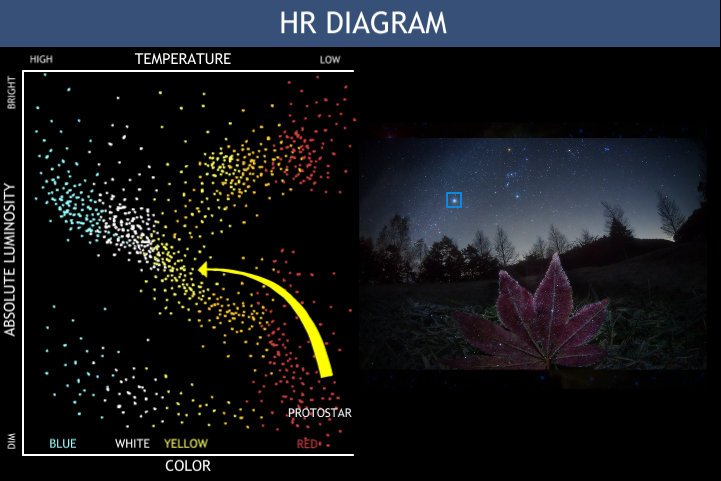 HR DIAGRAM
HIGH
TEMPERATURE
LOW
BRIGHT
ABSOLUTE LUMINOSITY
DIM
PROTOSTAR
BLUE
WHITE
YELLOW
RED
COLOR